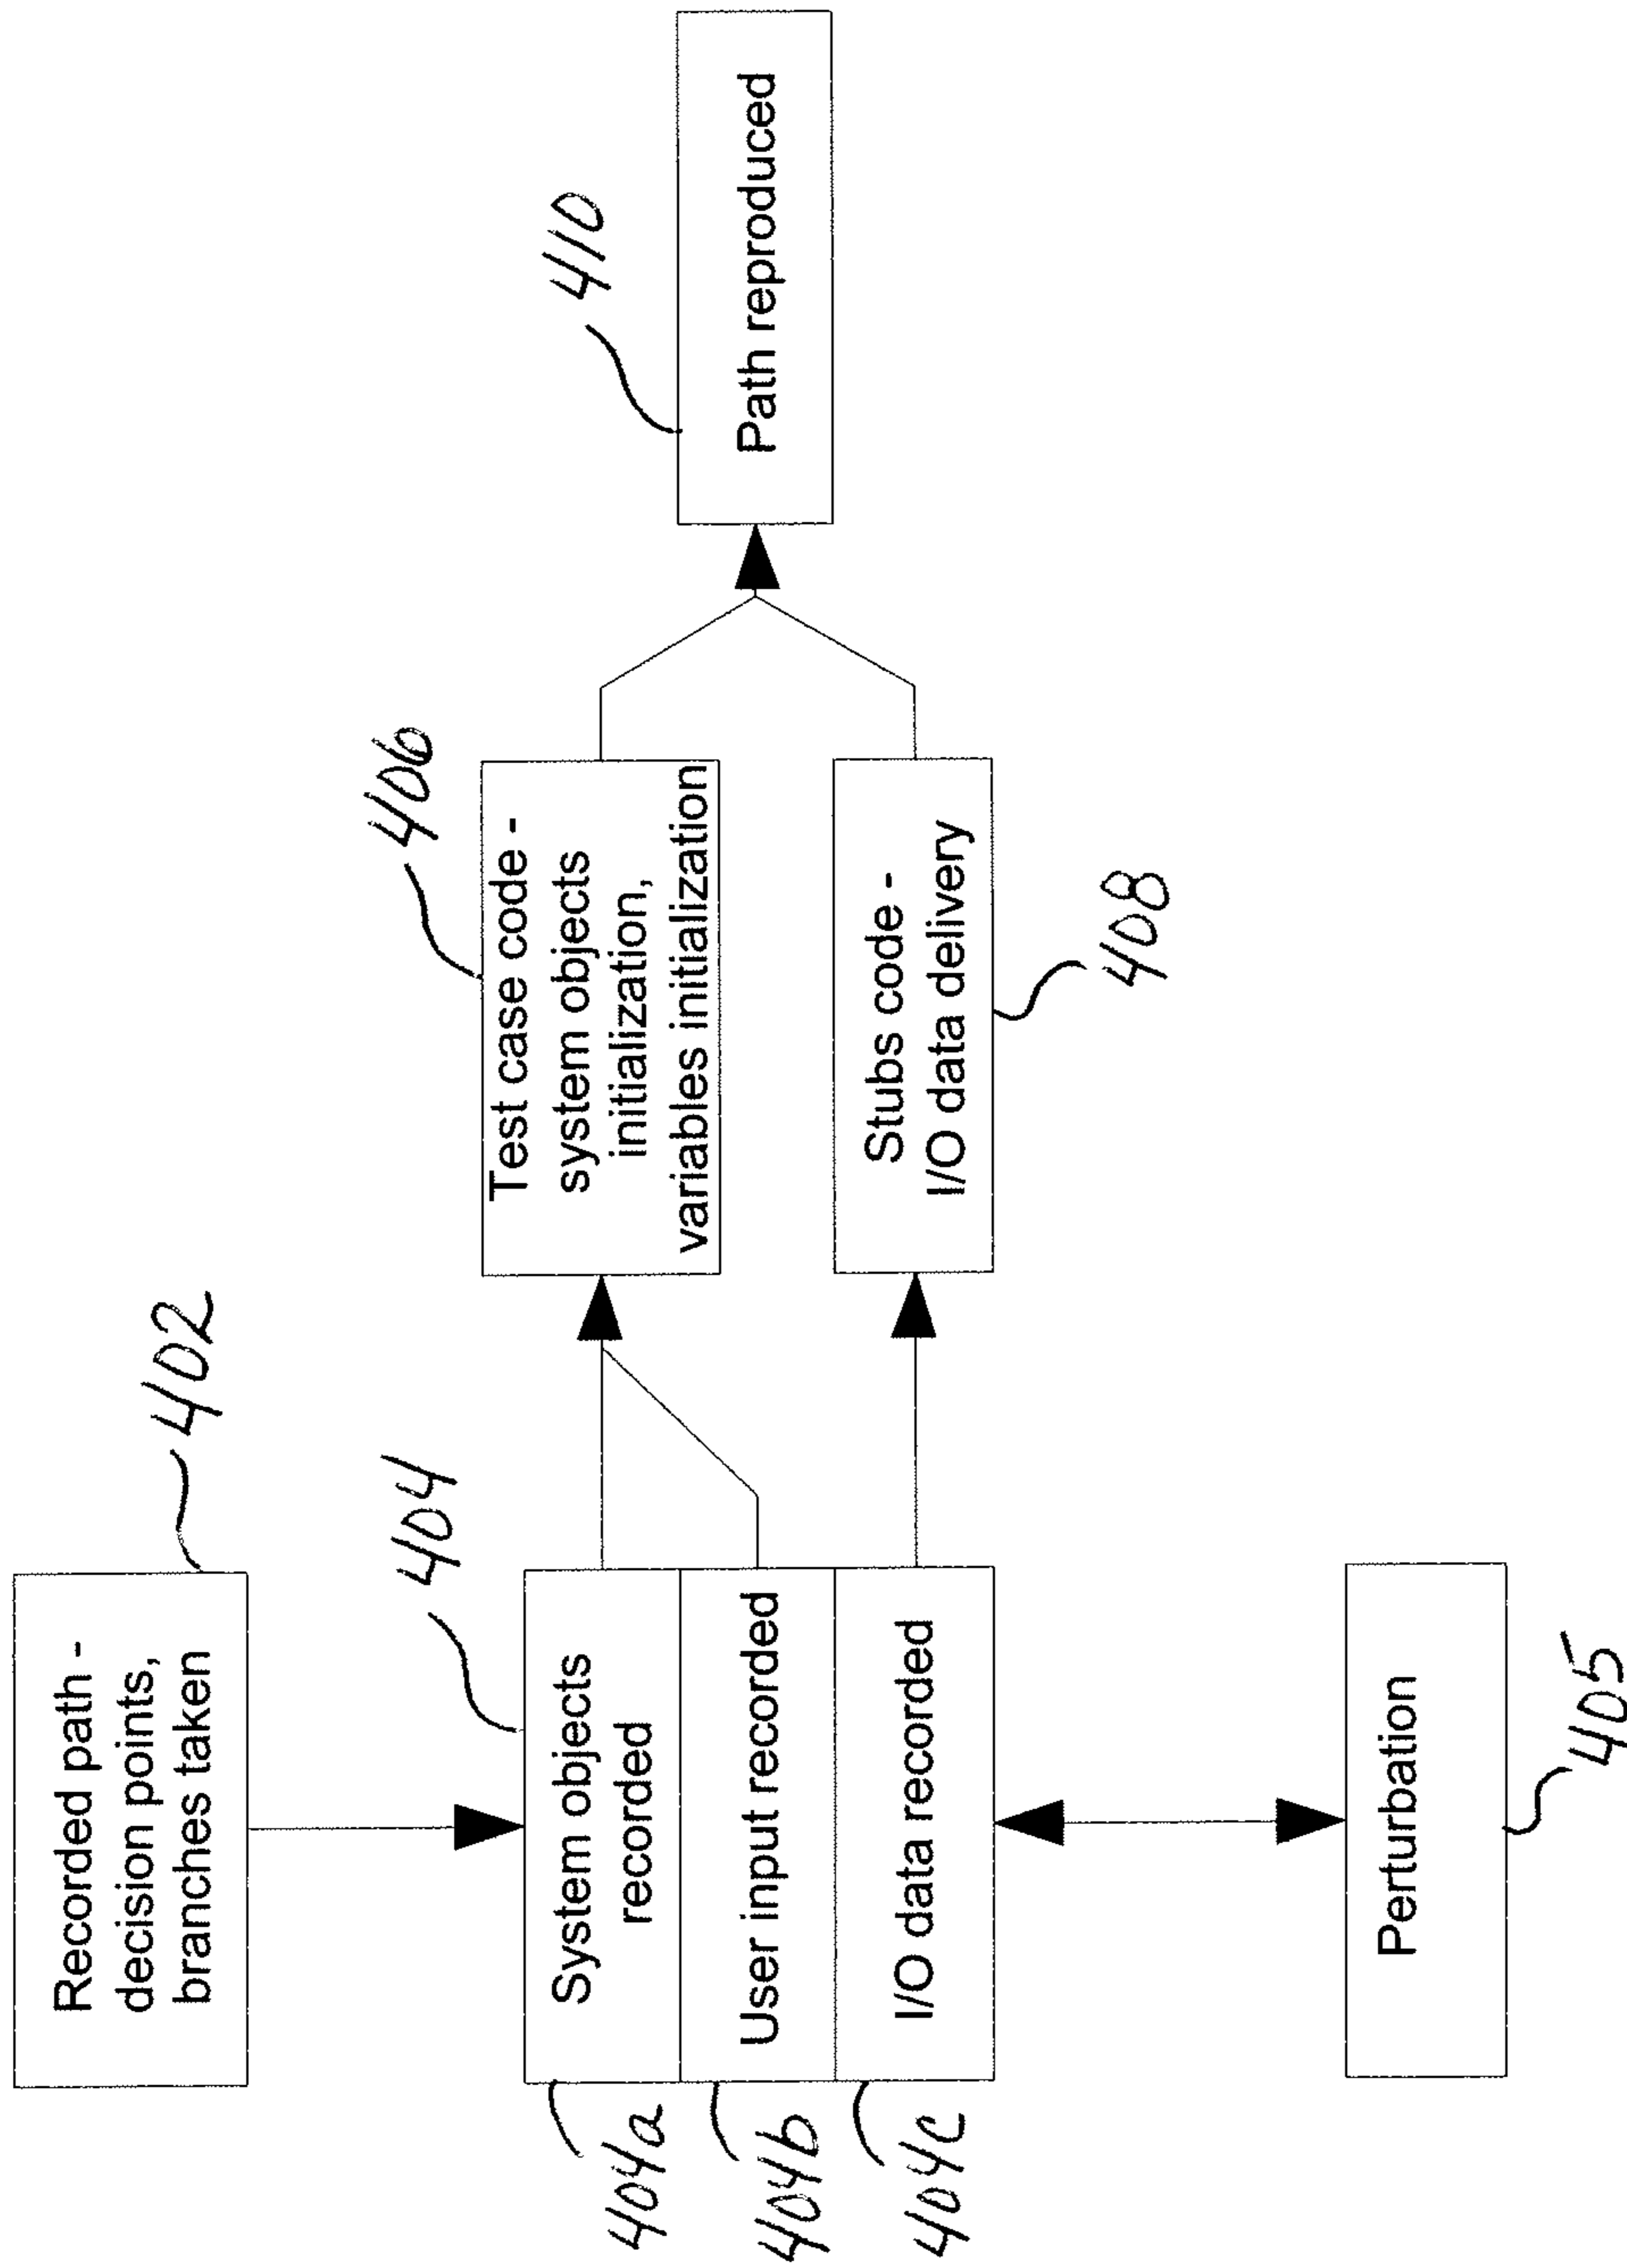 Recorded path -
decision points,
branches taken
402
404
System objects
recorded
User input recorded
I/O data recorded
404a
404b
404c
Perturbation
405
406
Test case code -
system objects
initialization,
variables initialization
Stubs code -
I/O data delivery
408
410
Path reproduced